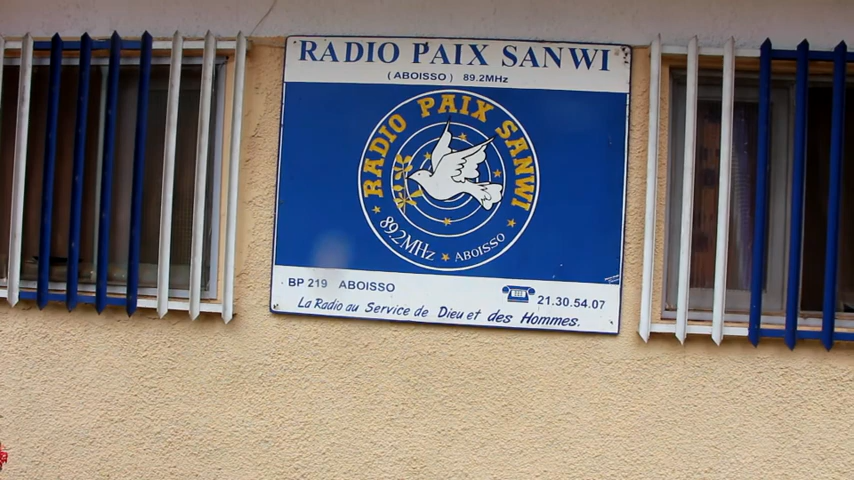 RADIO PAIX SANWI
(ABOISSO) 89.2MHz
RADIO PAIX SANWI
89.2MHz ABOISSO
BP 219 ABOISSO
21.30.54.07
La Radio au Service de Dieu et des Hommes.